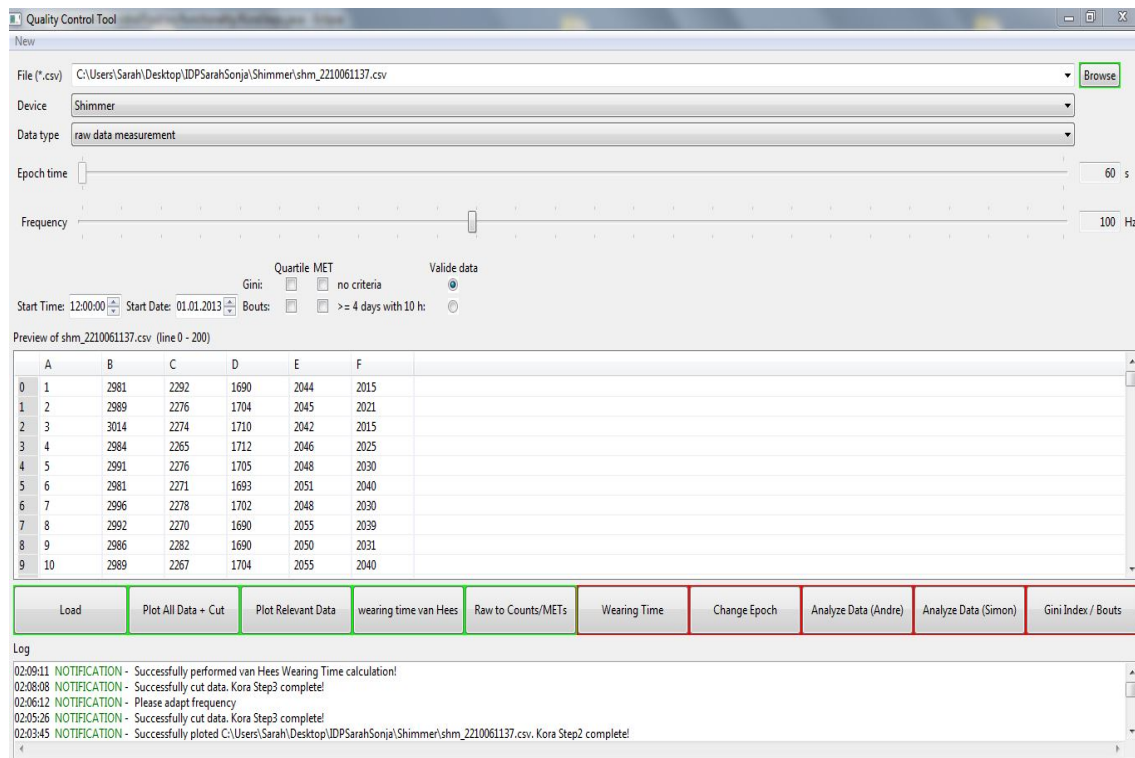 Quality Control Tool
New
File (*.csv) C:\Users\Sarah\Desktop\IDPSarahSonja\Shimmer\shm_2210061137.csv Browse
Device Shimmer
Data type raw data measurement
Epoch time 60 s
Frequency 100 Hz
Quartile MET Valide data
Gini: no criteria
Start Time: 12:00:00 Start Date: 01.01.2013 Bouts: >= 4 days with 10 h:
Preview of shm_2210061137.csv (line 0 - 200)
A B C D E F
0 1 2981 2292 1690 2044 2015
1 2 2989 2276 1704 2045 2021
2 3 3014 2274 1710 2042 2015
3 4 2984 2265 1712 2046 2025
4 5 2991 2276 1705 2048 2030
5 6 2981 2271 1693 2051 2040
6 7 2996 2278 1702 2048 2030
7 8 2992 2270 1690 2055 2039
8 9 2986 2282 1690 2050 2031
9 10 2989 2267 1704 2055 2040
Load Plot All Data + Cut Plot Relevant Data wearing time van Hees Raw to Counts/METs Wearing Time Change Epoch Analyze Data (Andre) Analyze Data (Simon) Gini Index / Bouts
Log
02:09:11 NOTIFICATION - Successfully performed van Hees Wearing Time calculation!
02:08:08 NOTIFICATION - Successfully cut data. Kora Step3 complete!
02:06:12 NOTIFICATION - Please adapt frequency
02:05:26 NOTIFICATION - Successfully cut data. Kora Step3 complete!
02:03:45 NOTIFICATION - Successfully ploted C:\Users\Sarah\Desktop\IDPSarahSonja\Shimmer\shm_2210061137.csv. Kora Step2 complete!